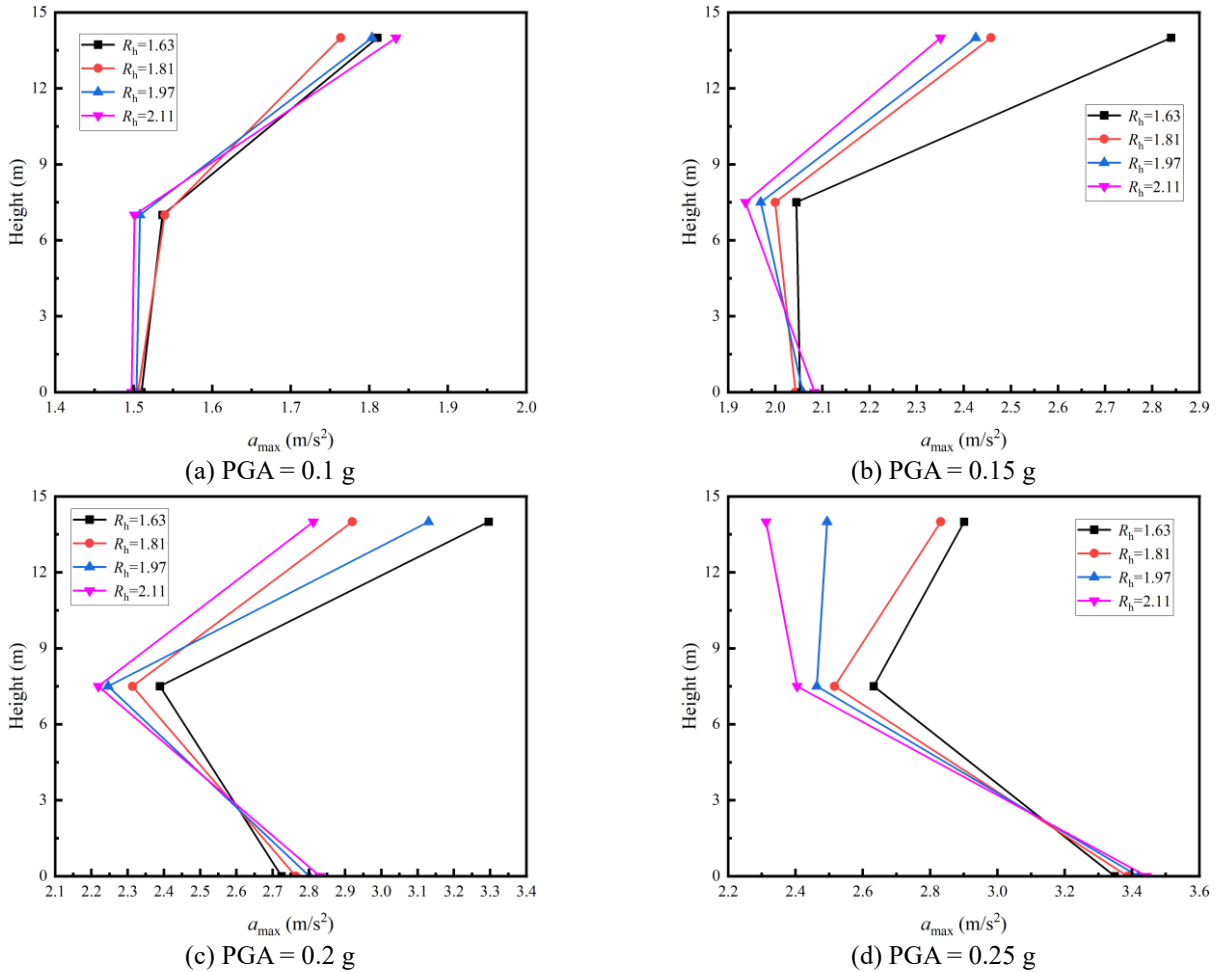 15
12
9
6
3
0
Height (m)
Rh=1.63
Rh=1.81
Rh=1.97
Rh=2.11
1.4 1.5 1.6 1.7 1.8 1.9 2.0
amax (m/s2)
(a) PGA = 0.1 g
15
12
9
6
3
0
Height (m)
Rh=1.63
Rh=1.81
Rh=1.97
Rh=2.11
1.9 2.0 2.1 2.2 2.3 2.4 2.5 2.6 2.7 2.8 2.9
amax (m/s2)
(b) PGA = 0.15 g
15
12
9
6
3
0
Height (m)
Rh=1.63
Rh=1.81
Rh=1.97
Rh=2.11
2.1 2.2 2.3 2.4 2.5 2.6 2.7 2.8 2.9 3.0 3.1 3.2 3.3 3.4
amax (m/s2)
(c) PGA = 0.2 g
15
12
9
6
3
0
Height (m)
Rh=1.63
Rh=1.81
Rh=1.97
Rh=2.11
2.2 2.4 2.6 2.8 3.0 3.2 3.4 3.6
amax (m/s2)
(d) PGA = 0.25 g